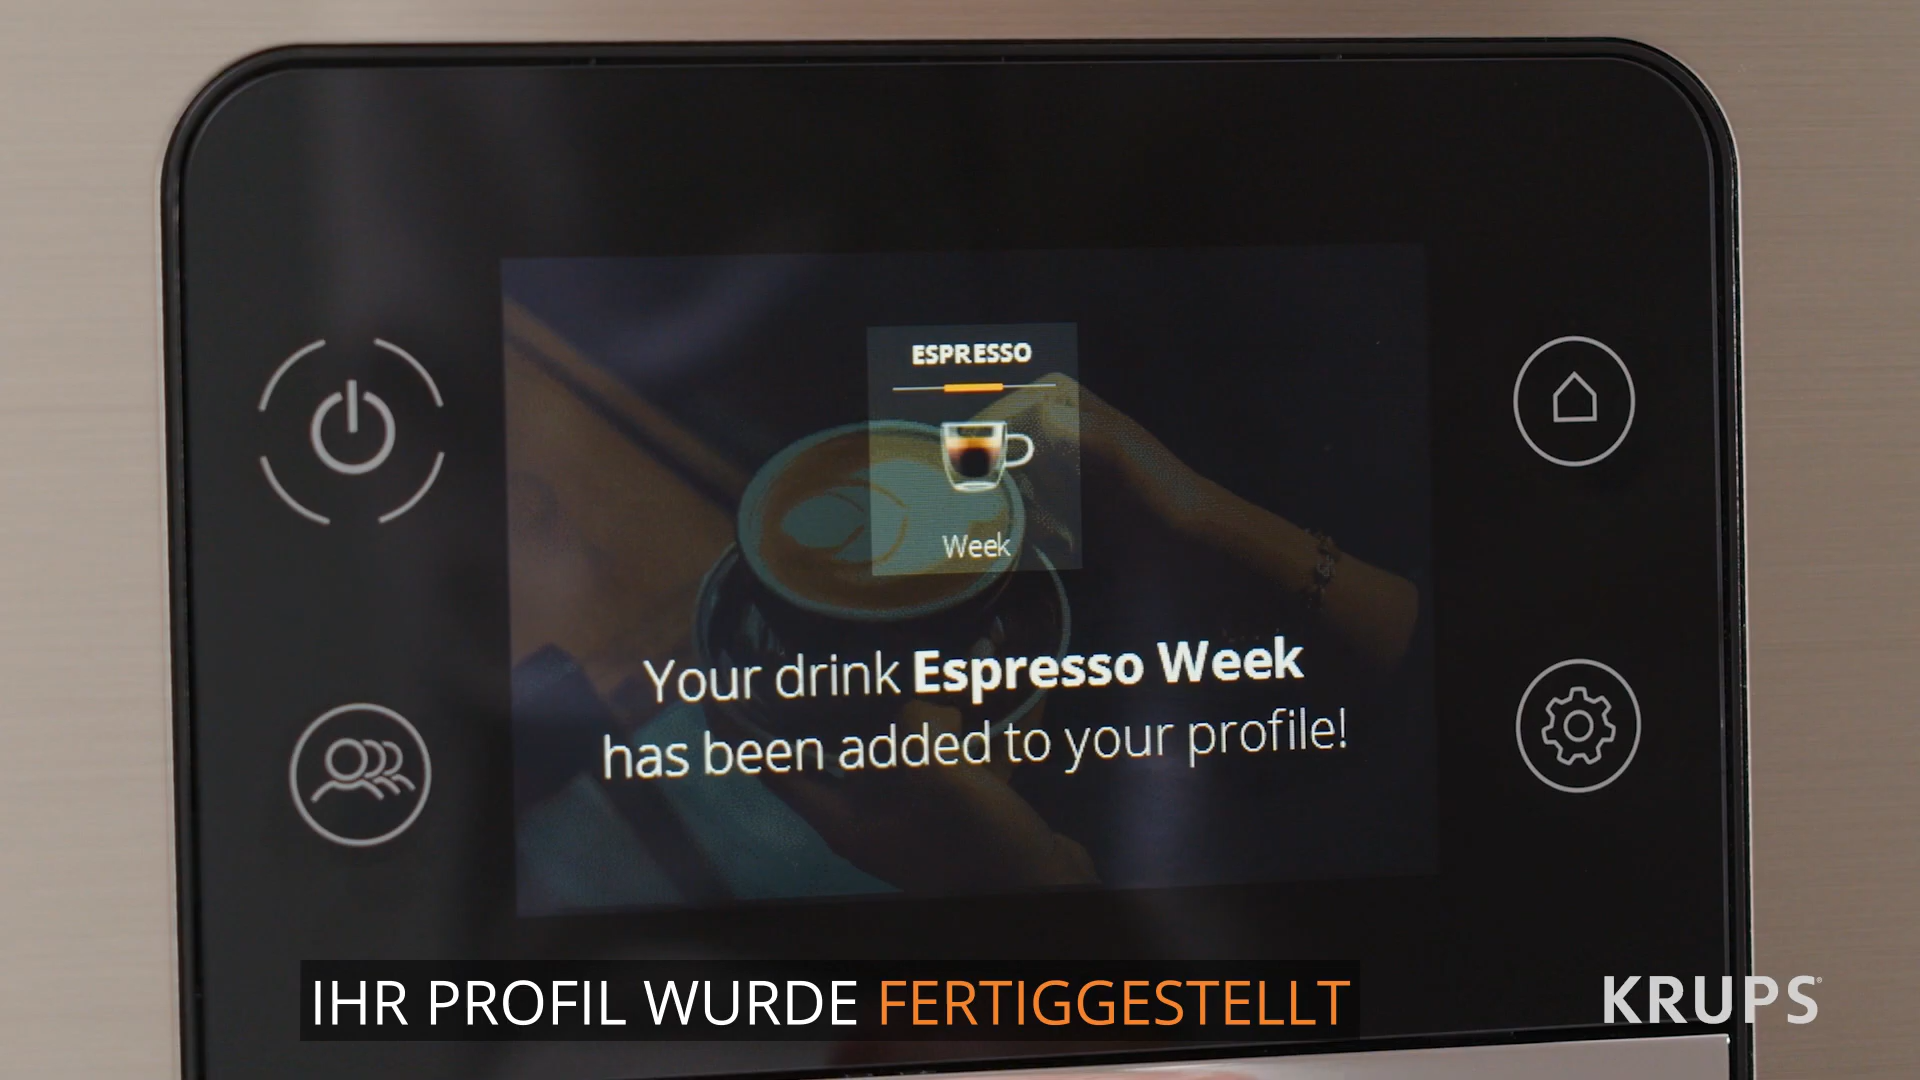 ESPRESSO
Week
Your drink Espresso Week
has been added to your profile!
IHR PROFIL WURDE FERTIGGESTELLT
KRUPS